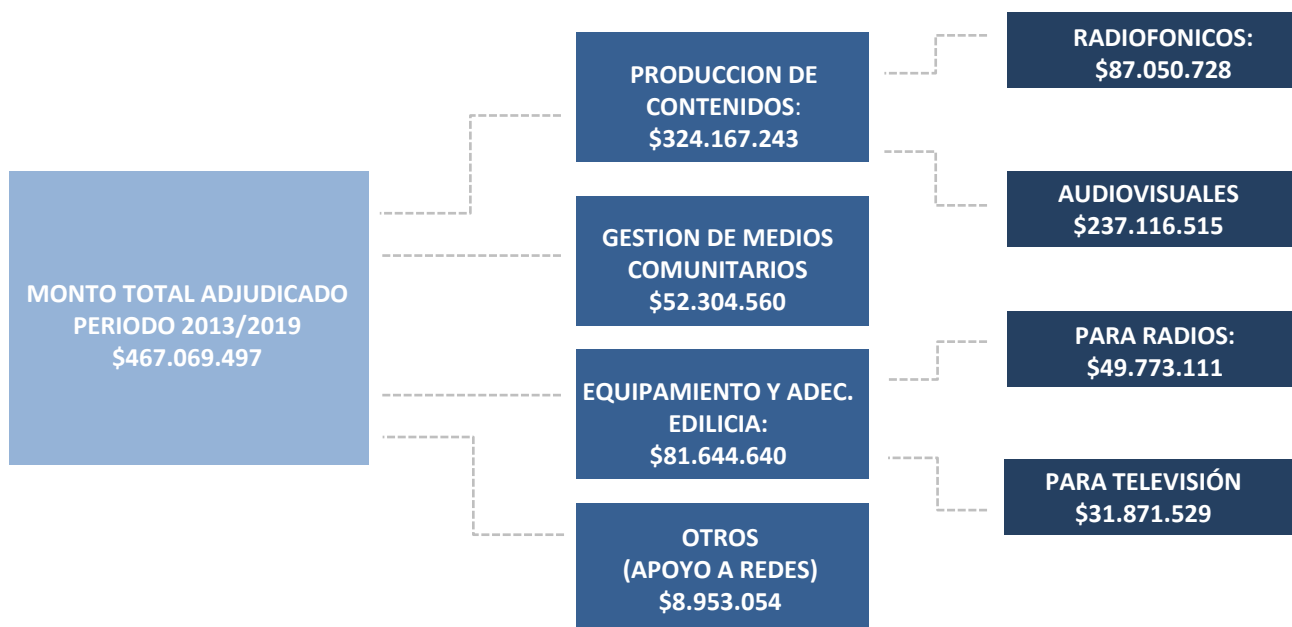 MONTO TOTAL ADJUDICADO
PERIODO 2013/2019
$467.069.497
PRODUCCION DE
CONTENIDOS:
$324.167.243
GESTION DE MEDIOS
COMUNITARIOS
$52.304.560
EQUIPAMIENTO Y ADEC.
EDILICIA:
$81.644.640
OTROS
(APOYO A REDES)
$8.953.054
RADIOFONICOS:
$87.050.728
AUDIOVISUALES
$237.116.515
PARA RADIOS:
$49.773.111
PARA TELEVISIÓN
$31.871.529